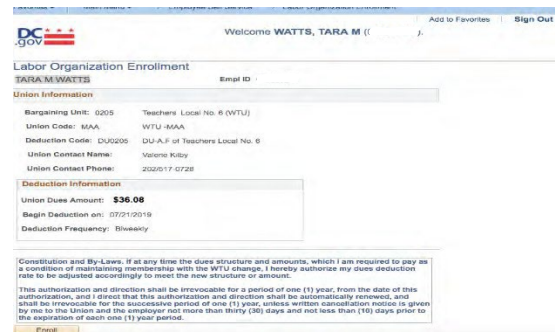 Add to Favorites Sign Out
DC
.gov
Welcome WATTS, TARA M (
).
Labor Organization Enrollment
TARA M WATTS Empl ID
Union Information
Bargaining Unit: 0205 Teachers Local No. 6 (WTU)
Union Code: MAA WTU -MAA
Deduction Code: DU0205 DU-A.F of Teachers Local No. 6
Union Contact Name: Valerie Kilby
Union Contact Phone: 202/517-0728
Deduction Information
Union Dues Amount: $36.08
Begin Deduction on: 07/21/2019
Deduction Frequency: Biweekly
Constitution and By-Laws. If at any time the dues structure and amounts, which I am required to pay as
a condition of maintaining membership with the WTU change, I hereby authorize my dues deduction
rate to be adjusted accordingly to meet the new structure or amount.
This authorization and direction shall be irrevocable for a period of one (1) year, from the date of this
authorization, and I direct that this authorization and direction shall be automatically renewed, and
shall be irrevocable for the successive period of one (1) year, unless written cancellation notice is given
by me to the Union and the employer not more than thirty (30) days and not less than (10) days prior to
the expiration of each one (1) year period.
Enroll